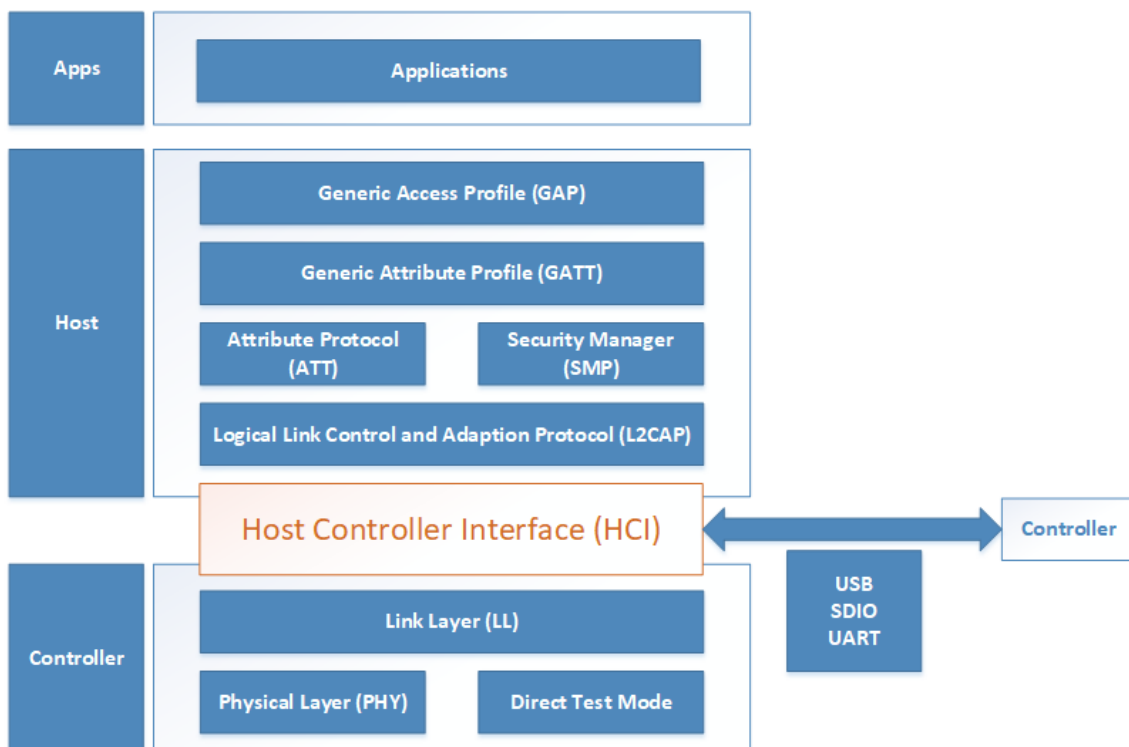 Apps
Applications
Host
Generic Access Profile (GAP)
Generic Attribute Profile (GATT)
Attribute Protocol
(ATT)
Security Manager
(SMP)
Logical Link Control and Adaption Protocol (L2CAP)
Host Controller Interface (HCI)
Controller
USB
SDIO
UART
Controller
Link Layer (LL)
Physical Layer (PHY)
Direct Test Mode